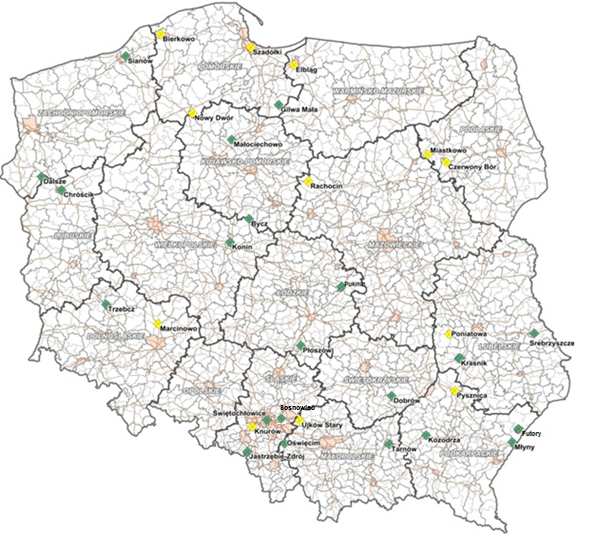 Bierkowo
Szadółki
Sianów
POMORSKIE
Elbląg
WARMIŃSKO-MAZURSKIE
ZACHODNIOPOMORSKIE
Gilwa Mała
Nowy Dwór
PODLASKIE
Małociechowo
Miastkowo
KUJAWSKO-POMORSKIE
Czerwony Bór
Dalsze
Rachocin
Chróścik
Bycz
LUBUSKIE
WIELKOPOLSKIE
Konin
MAZOWIECKIE
ŁÓDZKIE
Trzebcz
Marcinowo
DOLNOŚLĄSKIE
Poniatowa
Srebrzyszcze
LUBELSKIE
Płoszów
Kraśnik
ŚLĄSKIE
ŚWIĘTOKRZYSKIE
OPOLSKIE
Pysznica
Dobrów
Sosnowiec
Świętochłowice
Ujków Stary
Knurów
Futory
Kozodrza
Oświęcim
Tarnów
Młyny
Jastrzębie-Zdrój
MAŁOPOLSKIE
PODKARPACKIE